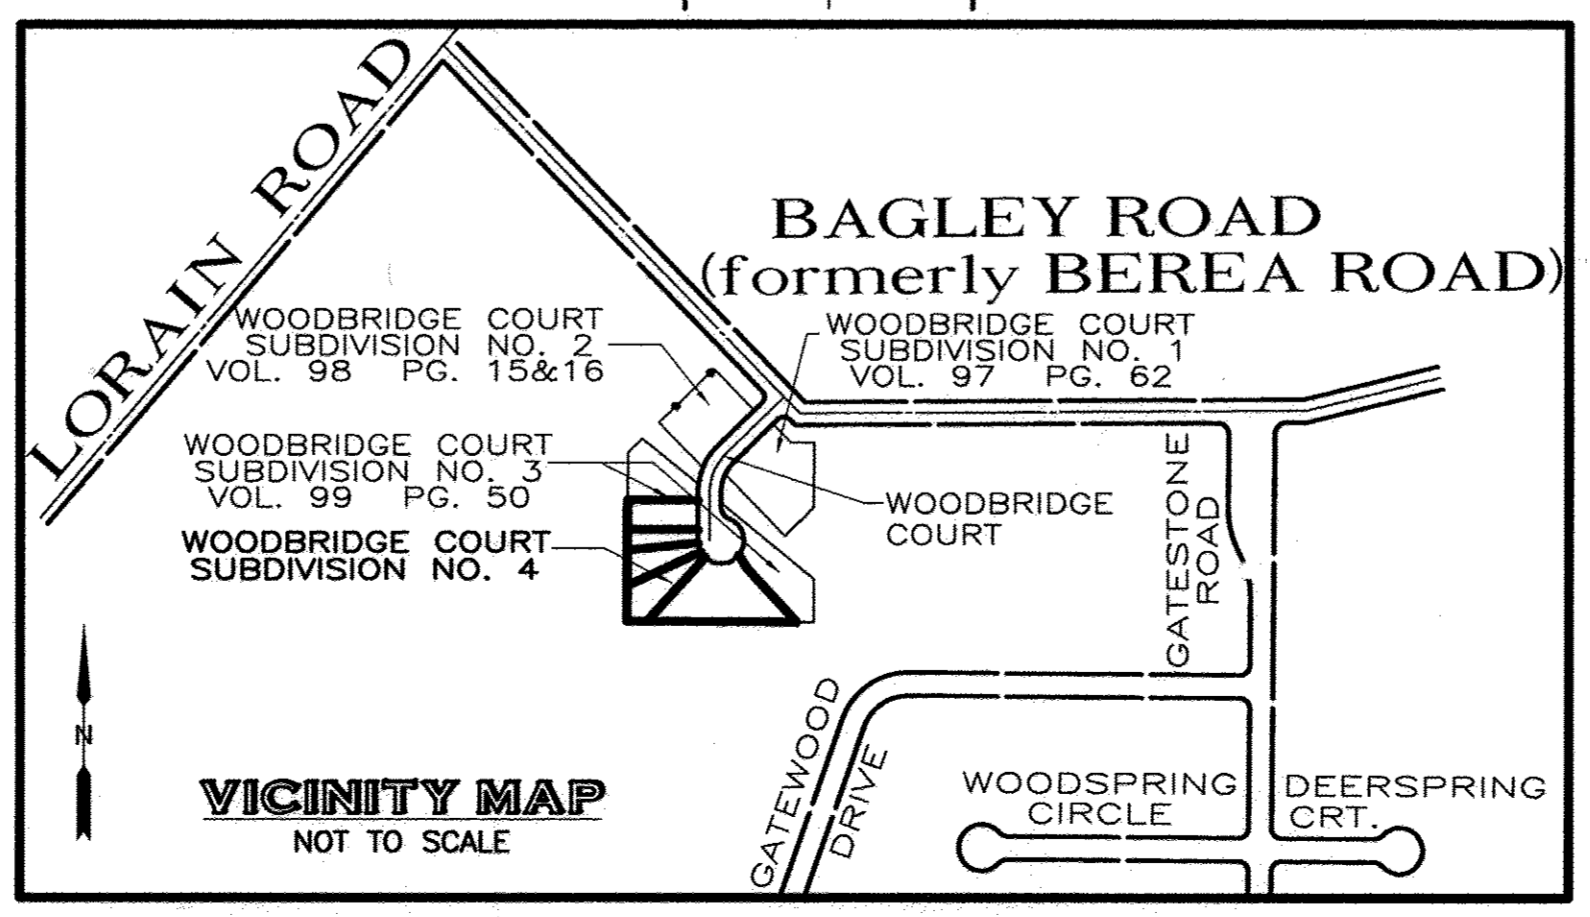 LORAIN ROAD
BAGLEY ROAD
(formerly BEREA ROAD)
WOODBRIDGE COURT
SUBDIVISION NO. 2
VOL. 98 PG. 15&16
WOODBRIDGE COURT
SUBDIVISION NO. 1
VOL. 97 PG. 62
WOODBRIDGE COURT
SUBDIVISION NO. 3
VOL. 99 PG. 50
WOODBRIDGE COURT
SUBDIVISION NO. 4
WOODBRIDGE
COURT
GATESTONE
ROAD
N
VICINITY MAP
NOT TO SCALE
GATEWOOD
DRIVE
WOODSPRING
CIRCLE
DEERSPRING
CRT.